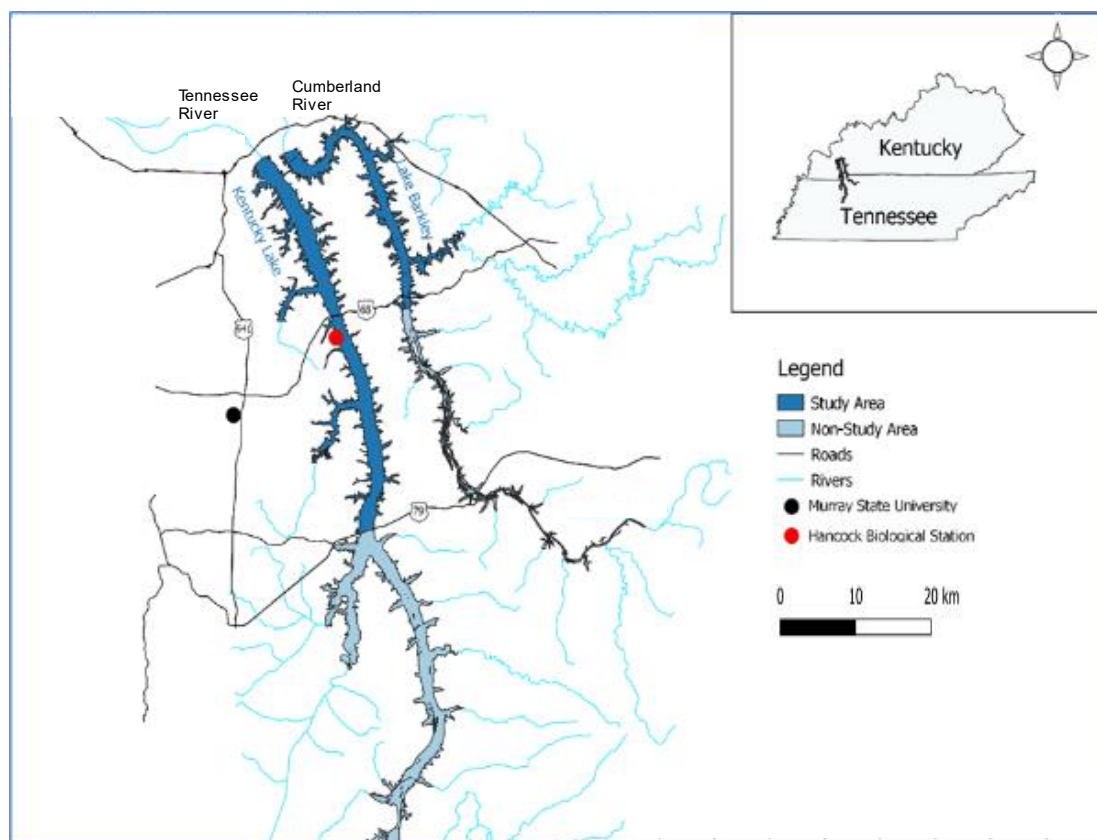 Tennessee
River
Cumberland
River
Kentucky Lake
Lake Barkley
68
641
79
Kentucky
Tennessee
Legend
Study Area
Non-Study Area
Roads
Rivers
Murray State University
Hancock Biological Station
0 10 20 km